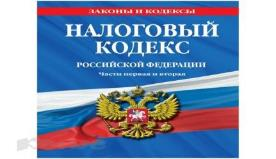 ЗАКОНЫ И КОДЕКСЫ
НАЛОГОВЫЙ
КОДЕКС
РОССИЙСКОЙ ФЕДЕРАЦИИ
Части первая и вторая